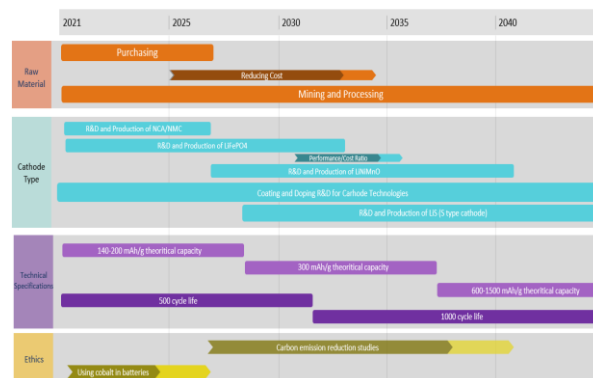 2021 2025 2030 2035 2040
Raw
Material
Purchasing
Reducing Cost
Mining and Processing
Cathode
Type
R&D and Production of NCA/NMC
R&D and Production of LiFePO4
Performance/Cost Ratio
R&D and Production of LiNiMnO
Coating and Doping R&D for Carhode Technologies
R&D and Production of LiS (S type cathode)
Technical
Specifications
140-200 mAh/g theoritical capacity
300 mAh/g theoritical capacity
600-1500 mAh/g theoritical capacity
500 cycle life
1000 cycle life
Ethics
Carbon emission reduction studies
Using cobalt in batteries